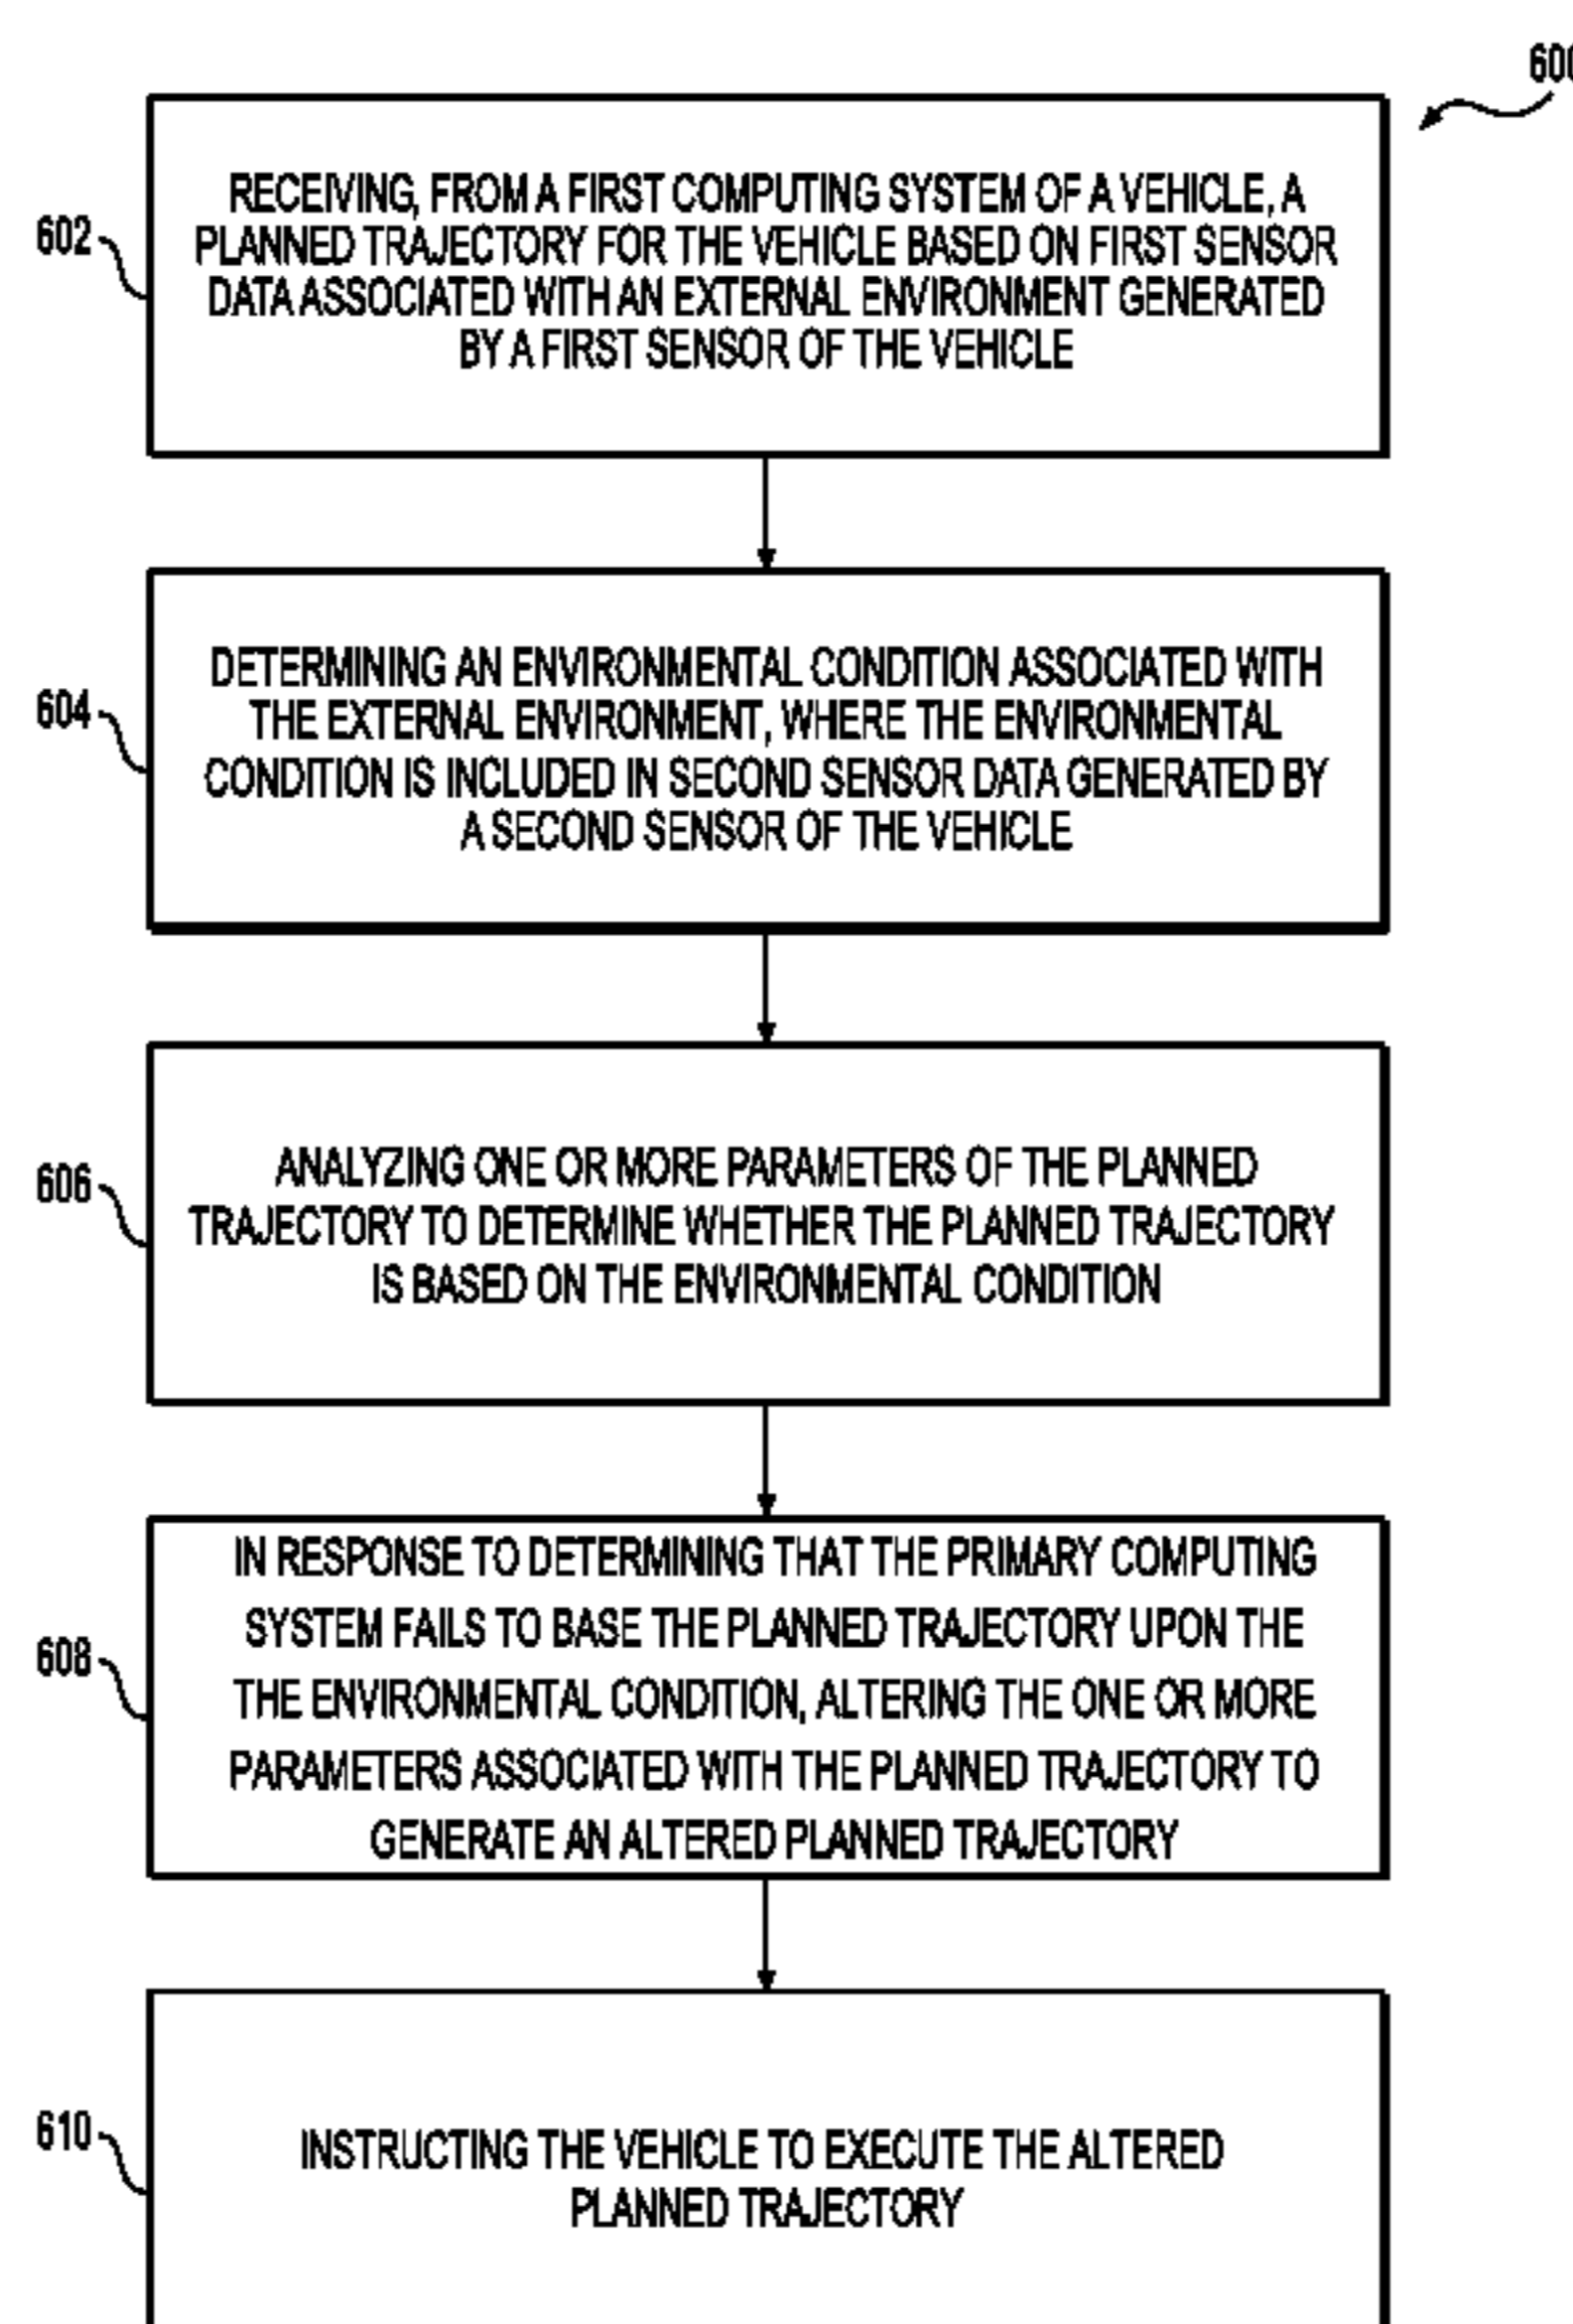 600
RECEIVING, FROM A FIRST COMPUTING SYSTEM OF A VEHICLE, A
PLANNED TRAJECTORY FOR THE VEHICLE BASED ON FIRST SENSOR
DATA ASSOCIATED WITH AN EXTERNAL ENVIRONMENT GENERATED
BY A FIRST SENSOR OF THE VEHICLE
602
DETERMINING AN ENVIRONMENTAL CONDITION ASSOCIATED WITH
THE EXTERNAL ENVIRONMENT, WHERE THE ENVIRONMENTAL
CONDITION IS INCLUDED IN SECOND SENSOR DATA GENERATED BY
A SECOND SENSOR OF THE VEHICLE
604
ANALYZING ONE OR MORE PARAMETERS OF THE PLANNED
TRAJECTORY TO DETERMINE WHETHER THE PLANNED TRAJECTORY
IS BASED ON THE ENVIRONMENTAL CONDITION
606
IN RESPONSE TO DETERMINING THAT THE PRIMARY COMPUTING
SYSTEM FAILS TO BASE THE PLANNED TRAJECTORY UPON THE
THE ENVIRONMENTAL CONDITION, ALTERING THE ONE OR MORE
PARAMETERS ASSOCIATED WITH THE PLANNED TRAJECTORY TO
GENERATE AN ALTERED PLANNED TRAJECTORY
608
INSTRUCTING THE VEHICLE TO EXECUTE THE ALTERED
PLANNED TRAJECTORY
610